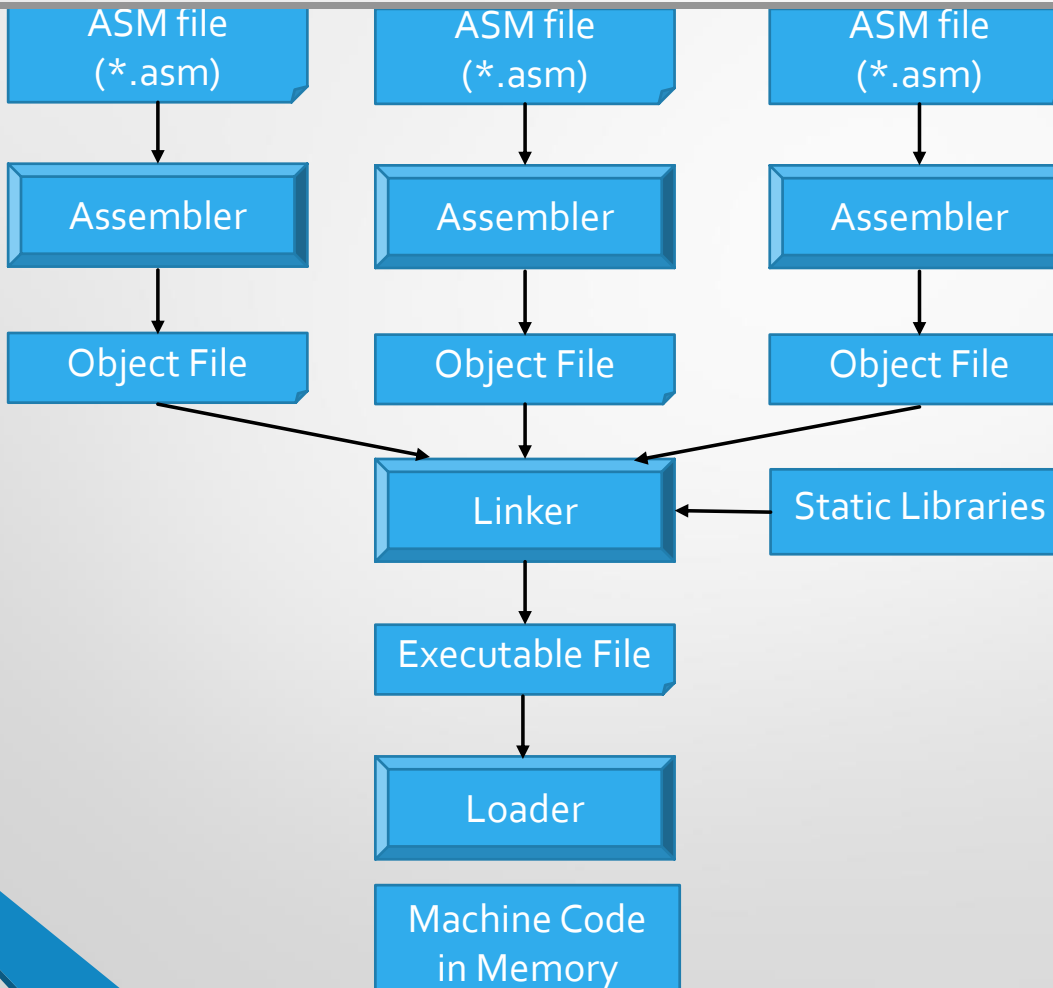 ASM file
(*.asm)
ASM file
(*.asm)
ASM file
(*.asm)
Assembler
Assembler
Assembler
Object File
Object File
Object File
Linker
Static Libraries
Executable File
Loader
Machine Code
in Memory